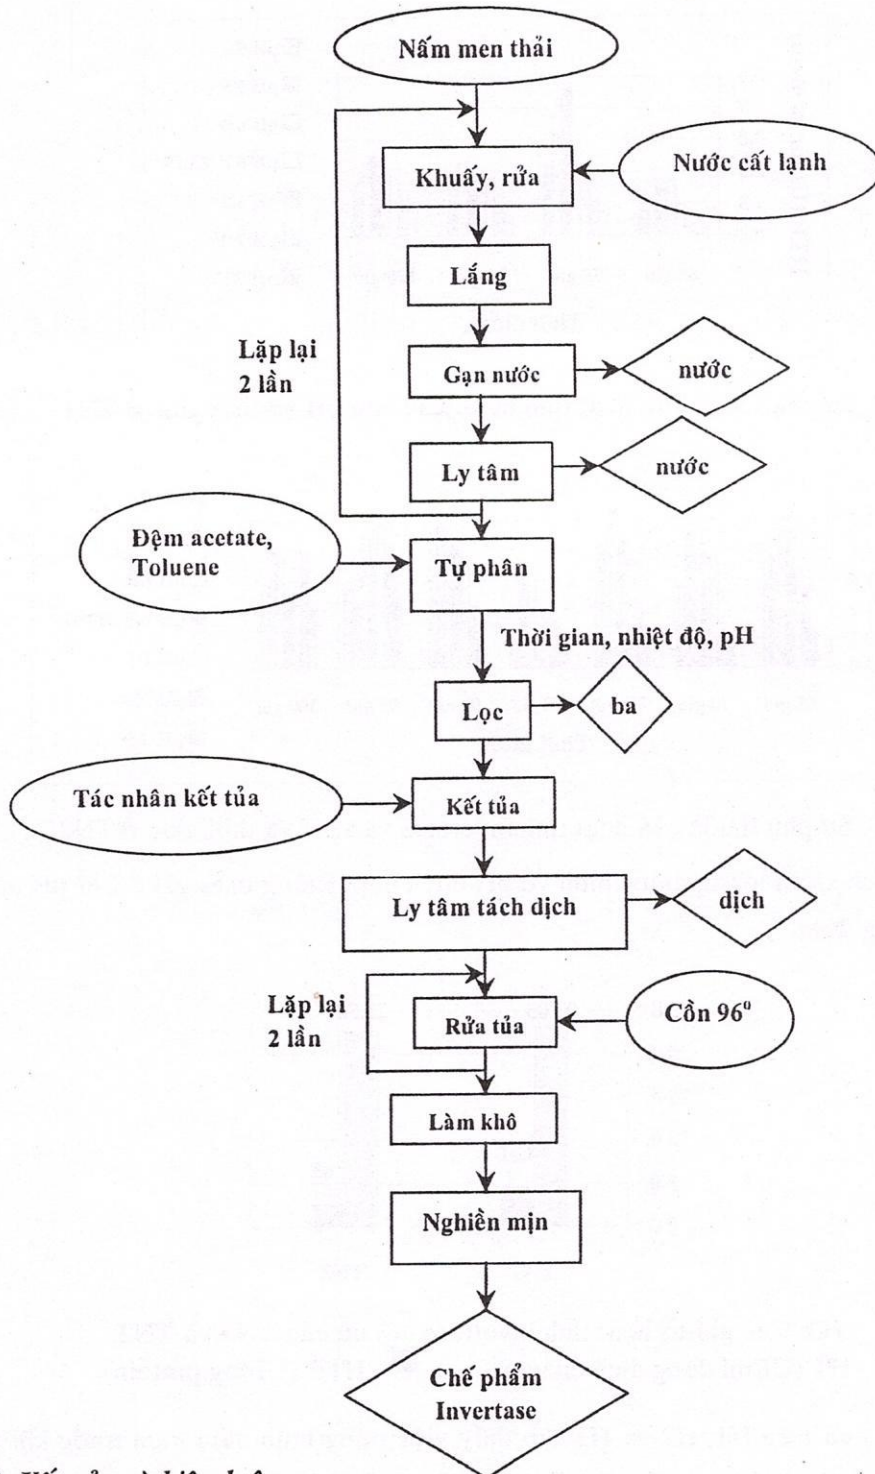 Nấm men thải
Khuấy, rửa
Nước cất lạnh
Lắng
Lặp lại
2 lần
Gạn nước
nước
Ly tâm
nước
Đệm acetate,
Toluene
Tự phân
Thời gian, nhiệt độ, pH
Lọc
ba
Tác nhân kết tủa
Kết tủa
Ly tâm tách dịch
dịch
Lặp lại
2 lần
Rửa tủa
Cồn 96⁰
Làm khô
Nghiền mịn
Chế phẩm
Invertase